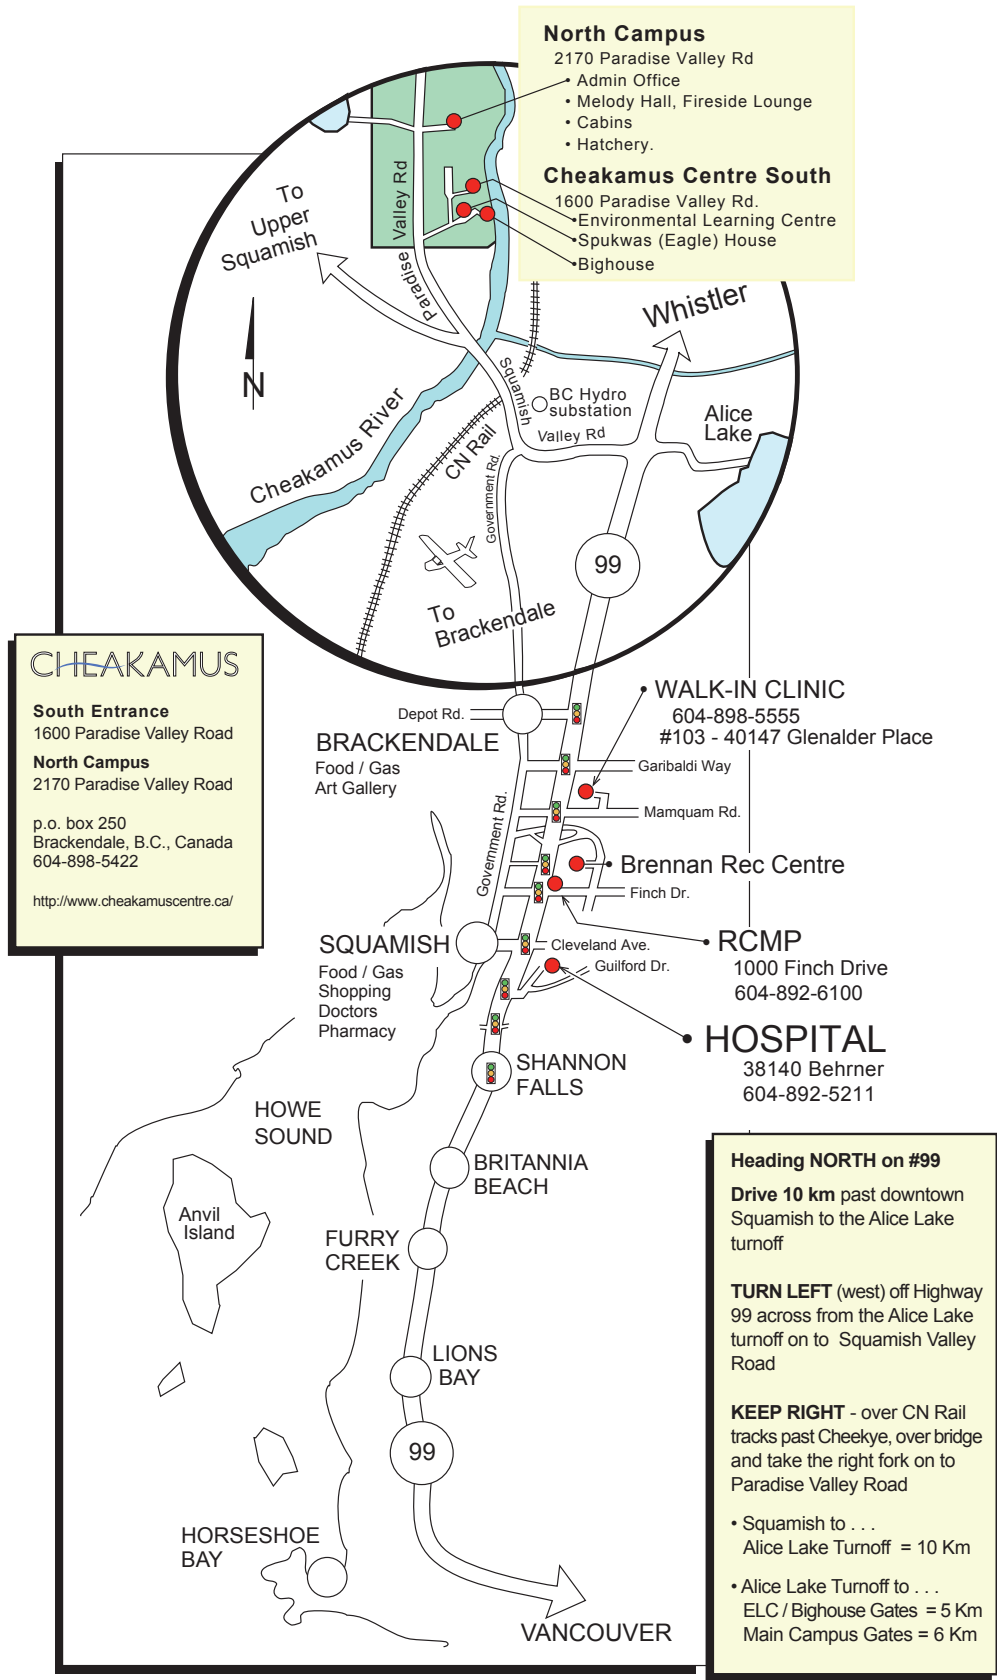 North Campus
2170 Paradise Valley Rd
• Admin Office
• Melody Hall, Fireside Lounge
• Cabins
• Hatchery.
Cheakamus Centre South
1600 Paradise Valley Rd.
•Environmental Learning Centre
•Spukwas (Eagle) House
•Bighouse
To
Upper
Squamish
Paradise Valley Rd
N
Whistler
Squamish
Valley Rd
BC Hydro
substation
Alice
Lake
Cheakamus River
CN Rail
Government Rd.
99
To
Brackendale
CHEAKAMUS
South Entrance
1600 Paradise Valley Road
North Campus
2170 Paradise Valley Road
p.o. box 250
Brackendale, B.C., Canada
604-898-5422
http://www.cheakamuscentre.ca/
Depot Rd.
BRACKENDALE
Food / Gas
Art Gallery
• WALK-IN CLINIC
604-898-5555
#103 - 40147 Glenalder Place
Garibaldi Way
Mamquam Rd.
Government Rd.
• Brennan Rec Centre
Finch Dr.
SQUAMISH
Food / Gas
Shopping
Doctors
Pharmacy
Cleveland Ave.
Guilford Dr.
• RCMP
1000 Finch Drive
604-892-6100
• HOSPITAL
38140 Behrner
604-892-5211
SHANNON
FALLS
HOWE
SOUND
BRITANNIA
BEACH
Anvil
Island
FURRY
CREEK
LIONS
BAY
99
HORSESHOE
BAY
VANCOUVER
Heading NORTH on #99
Drive 10 km past downtown
Squamish to the Alice Lake
turnoff
TURN LEFT (west) off Highway
99 across from the Alice Lake
turnoff on to Squamish Valley
Road
KEEP RIGHT - over CN Rail
tracks past Cheekye, over bridge
and take the right fork on to
Paradise Valley Road
• Squamish to . . .
Alice Lake Turnoff = 10 Km
• Alice Lake Turnoff to . . .
ELC / Bighouse Gates = 5 Km
Main Campus Gates = 6 Km